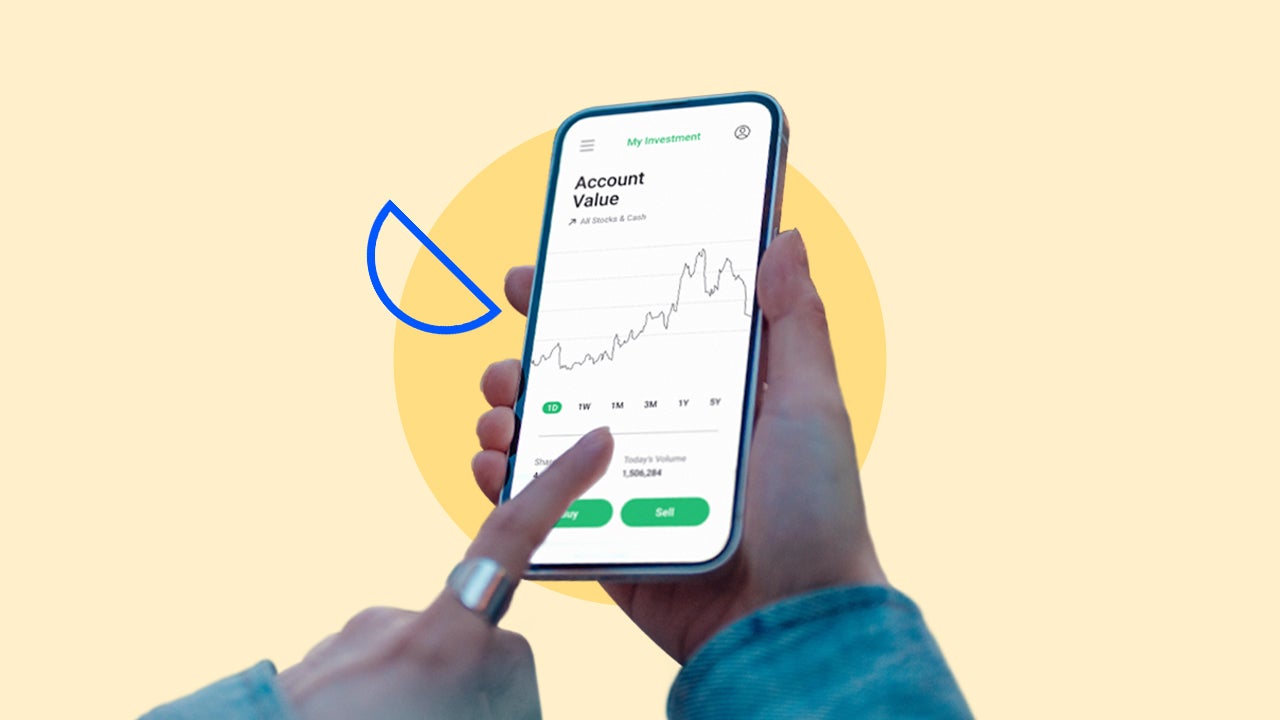 My Investment
Account
Value
All Stocks & Cash
1D 1W 1M 3M 1Y 5Y
Today's Volume
1,506,284
Sell